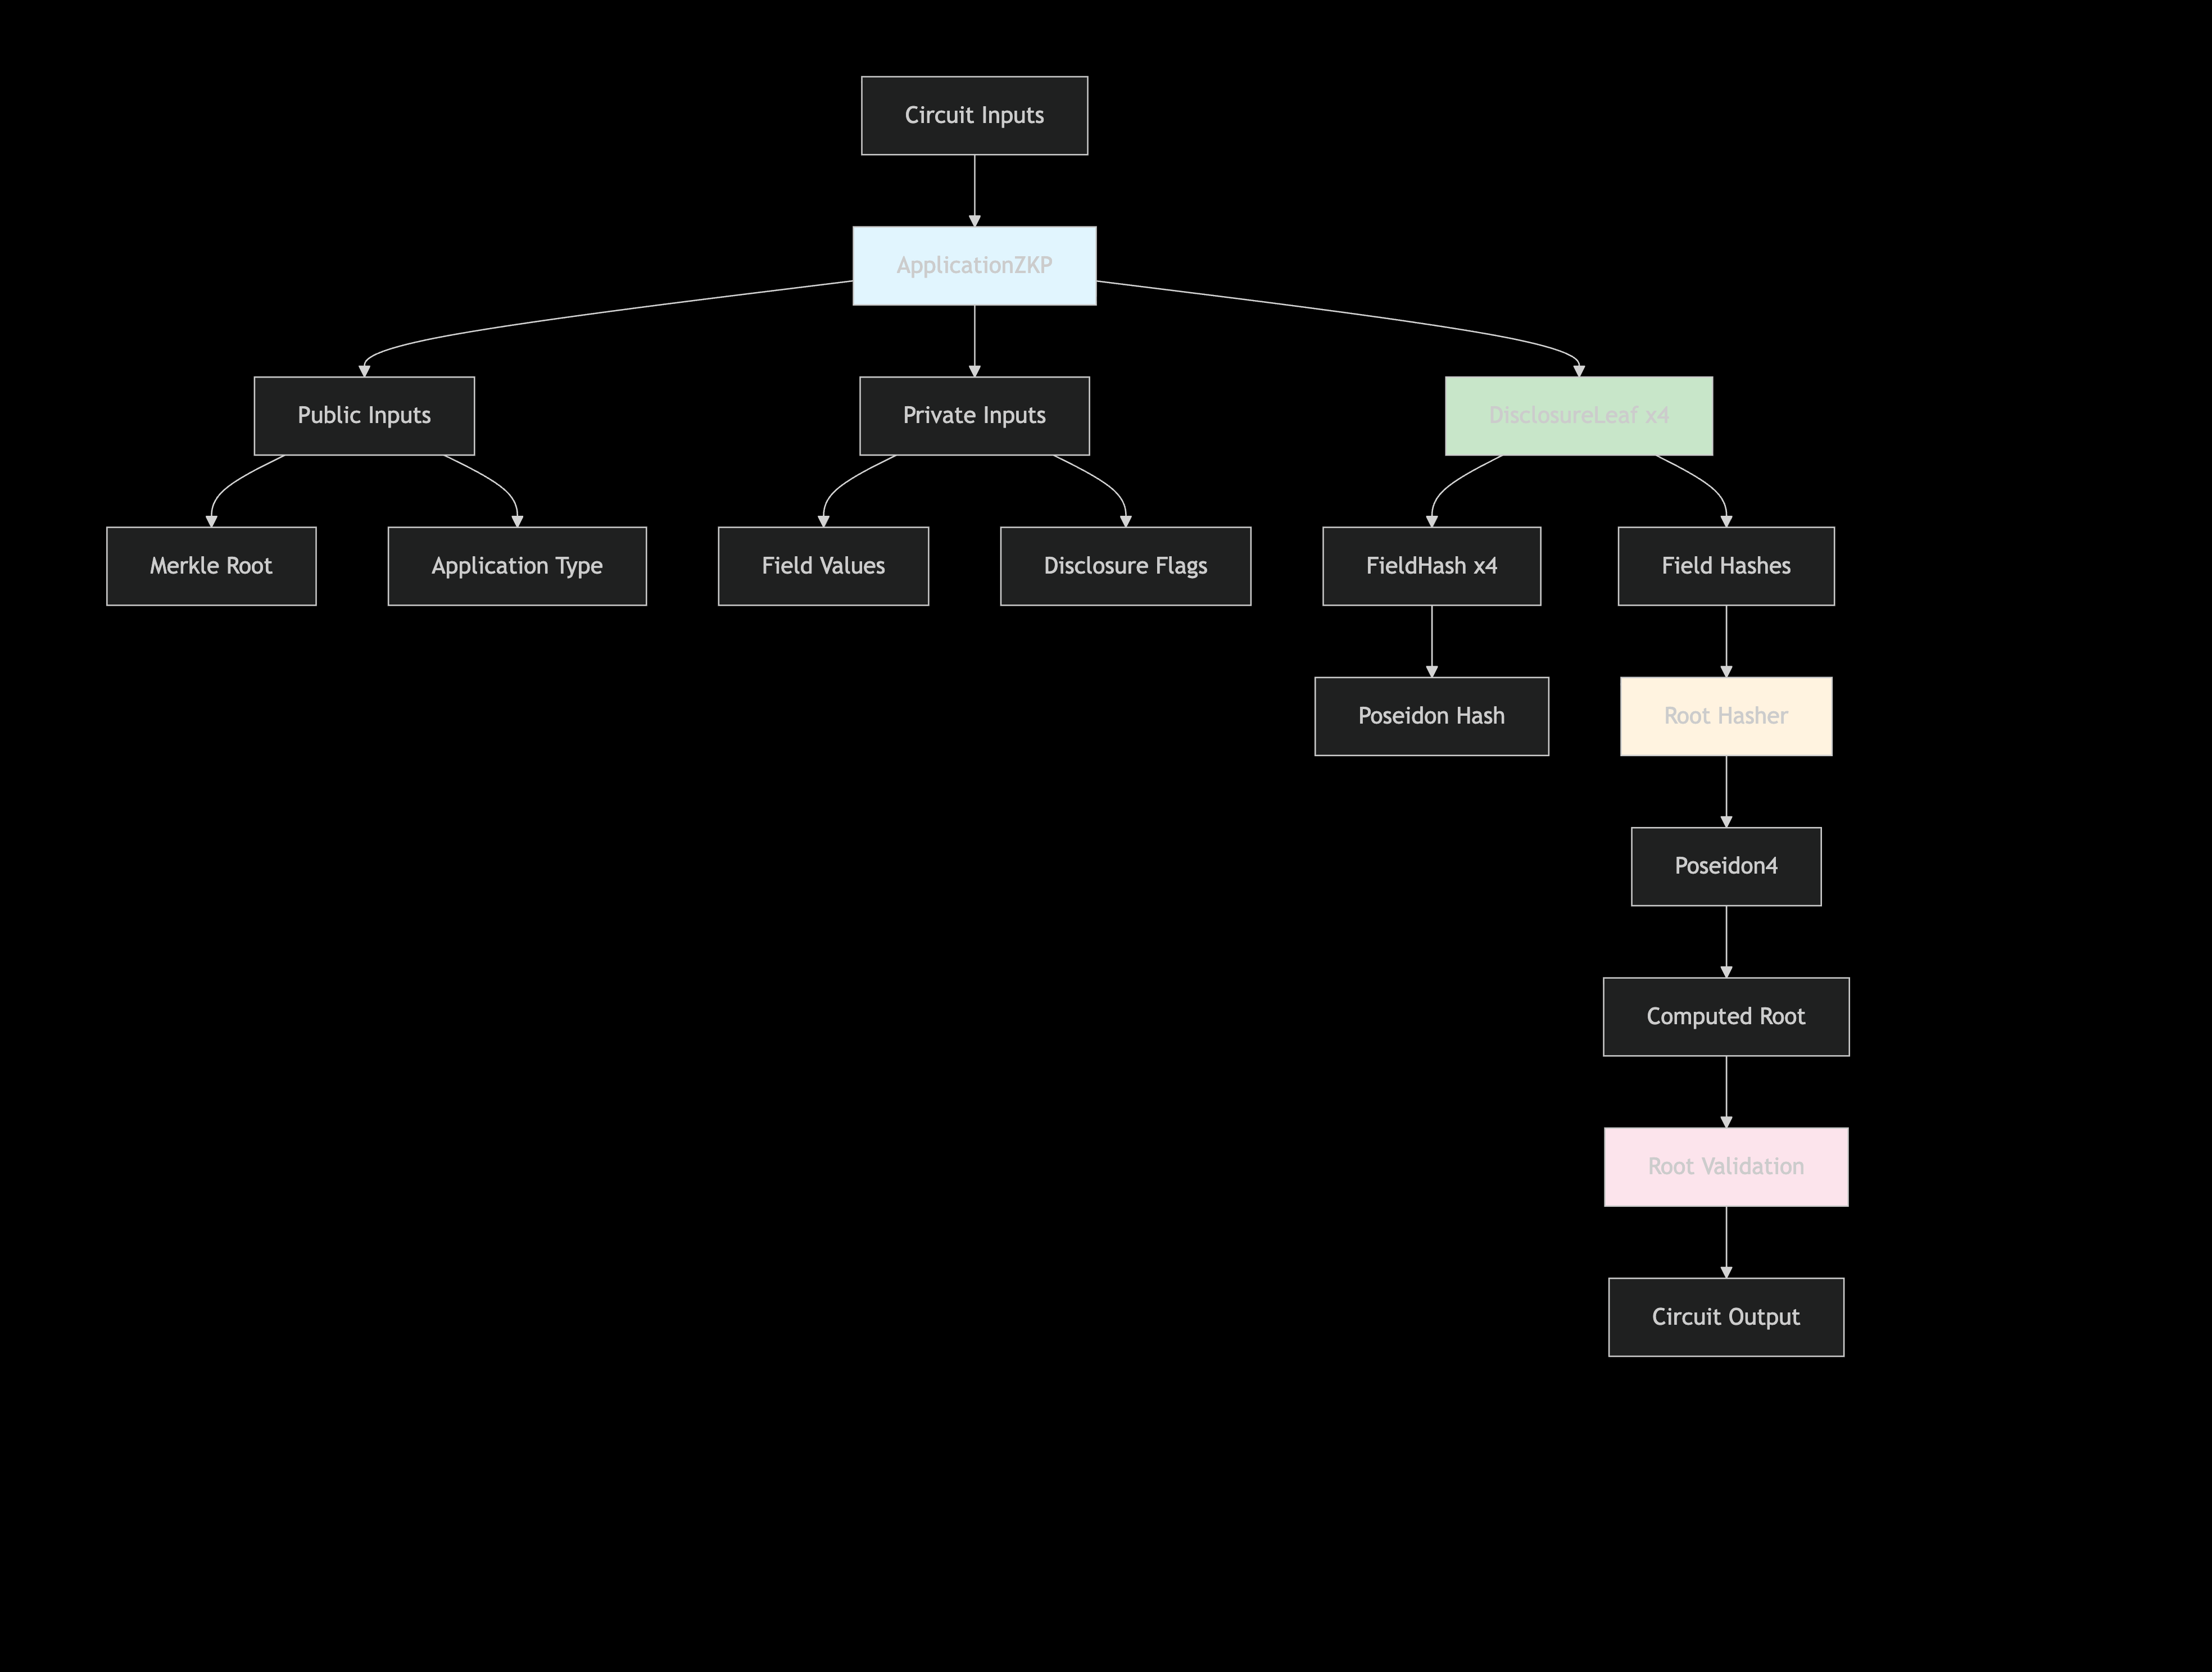 Circuit Inputs
ApplicationZKP
Public Inputs
Private Inputs
DisclosureLeaf x4
Merkle Root
Application Type
Field Values
Disclosure Flags
FieldHash x4
Field Hashes
Poseidon Hash
Root Hasher
Poseidon4
Computed Root
Root Validation
Circuit Output